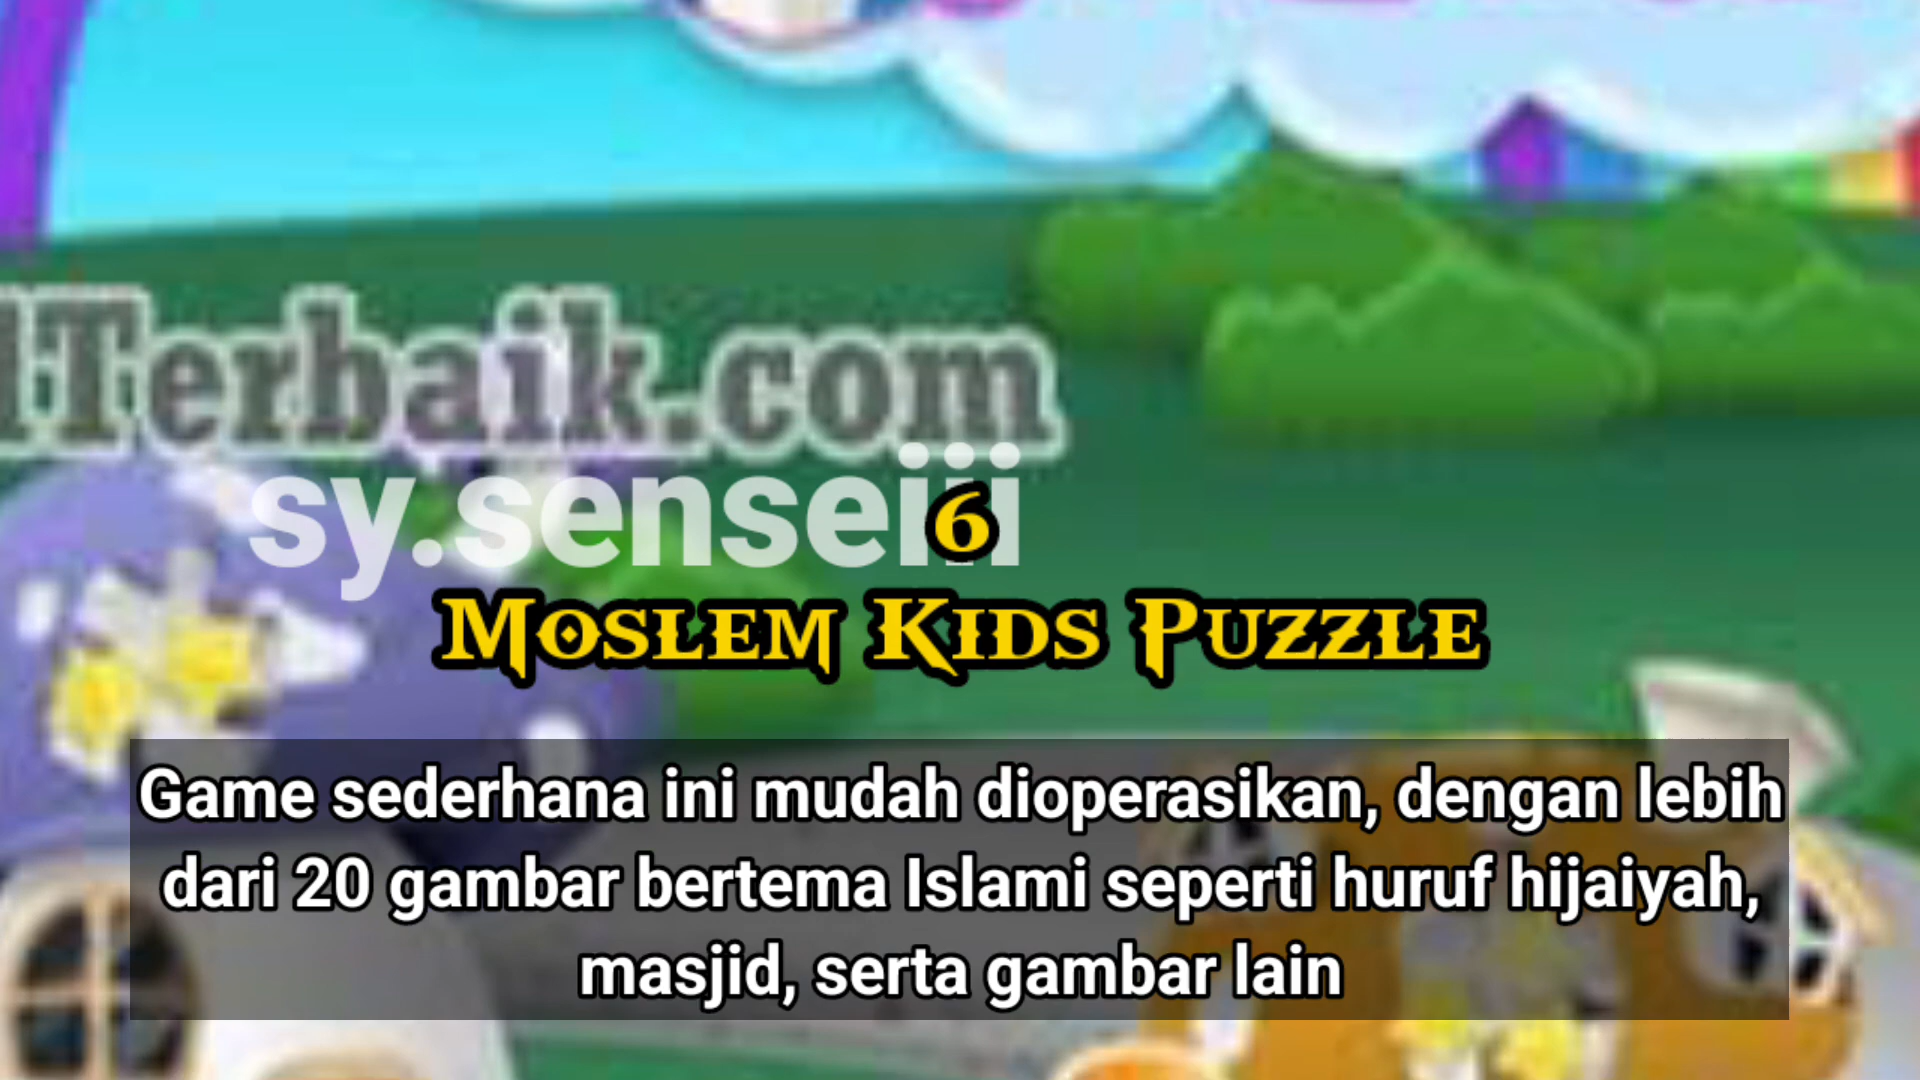 Terbaik.com
sy.senseiii
6
Moslem Kids Puzzle
Game sederhana ini mudah dioperasikan, dengan lebih
dari 20 gambar bertema Islami seperti huruf hijaiyah,
masjid, serta gambar lain